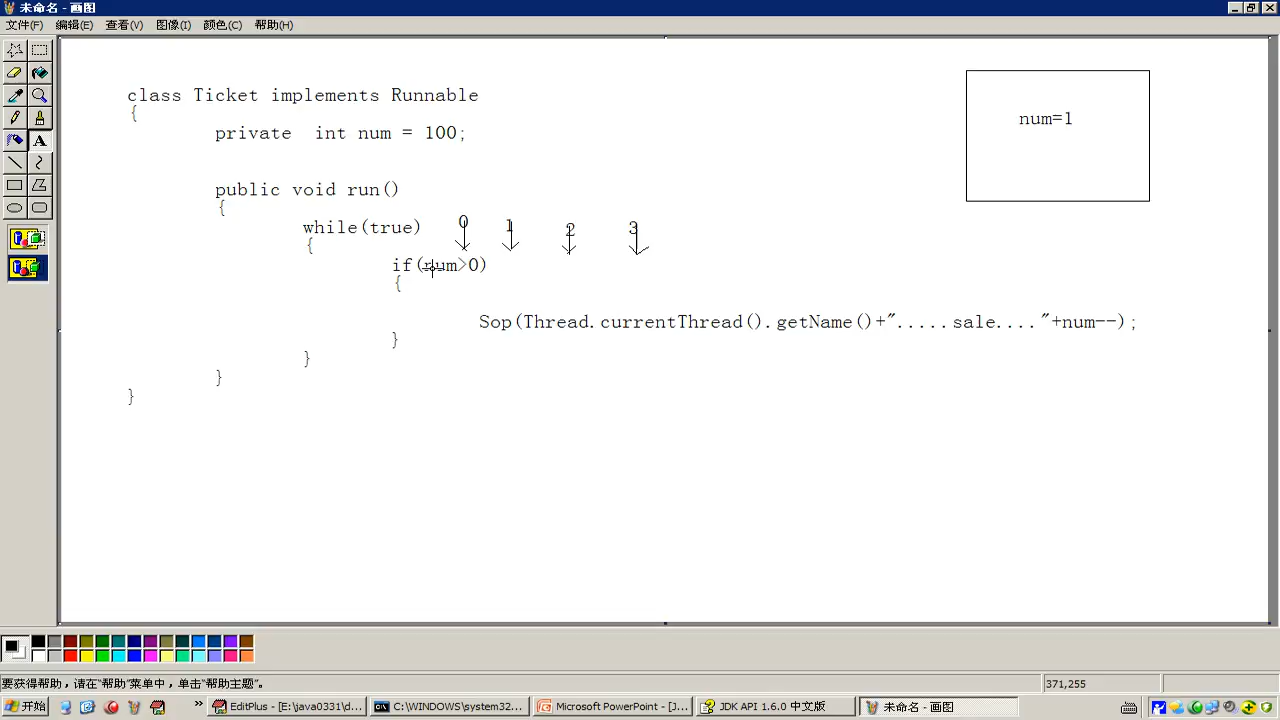 未命名 - 画图
文件(F) 编辑(E) 查看(V) 图像(I) 颜色(C) 帮助(H)
class Ticket implements Runnable
{
private int num = 100;
num=1
public void run()
{
while(true) 0 1 2 3
{
if(num>0)
{
Sop(Thread.currentThread().getName()+".....sale...."+num--);
}
}
}
}
要获得帮助，请在“帮助”菜单中，单击“帮助主题”。 371,255
开始 » EditPlus - [E:\java0331\d... C:\WINDOWS\system32... Microsoft PowerPoint - [J... JDK API 1.6.0 中文版 未命名 - 画图